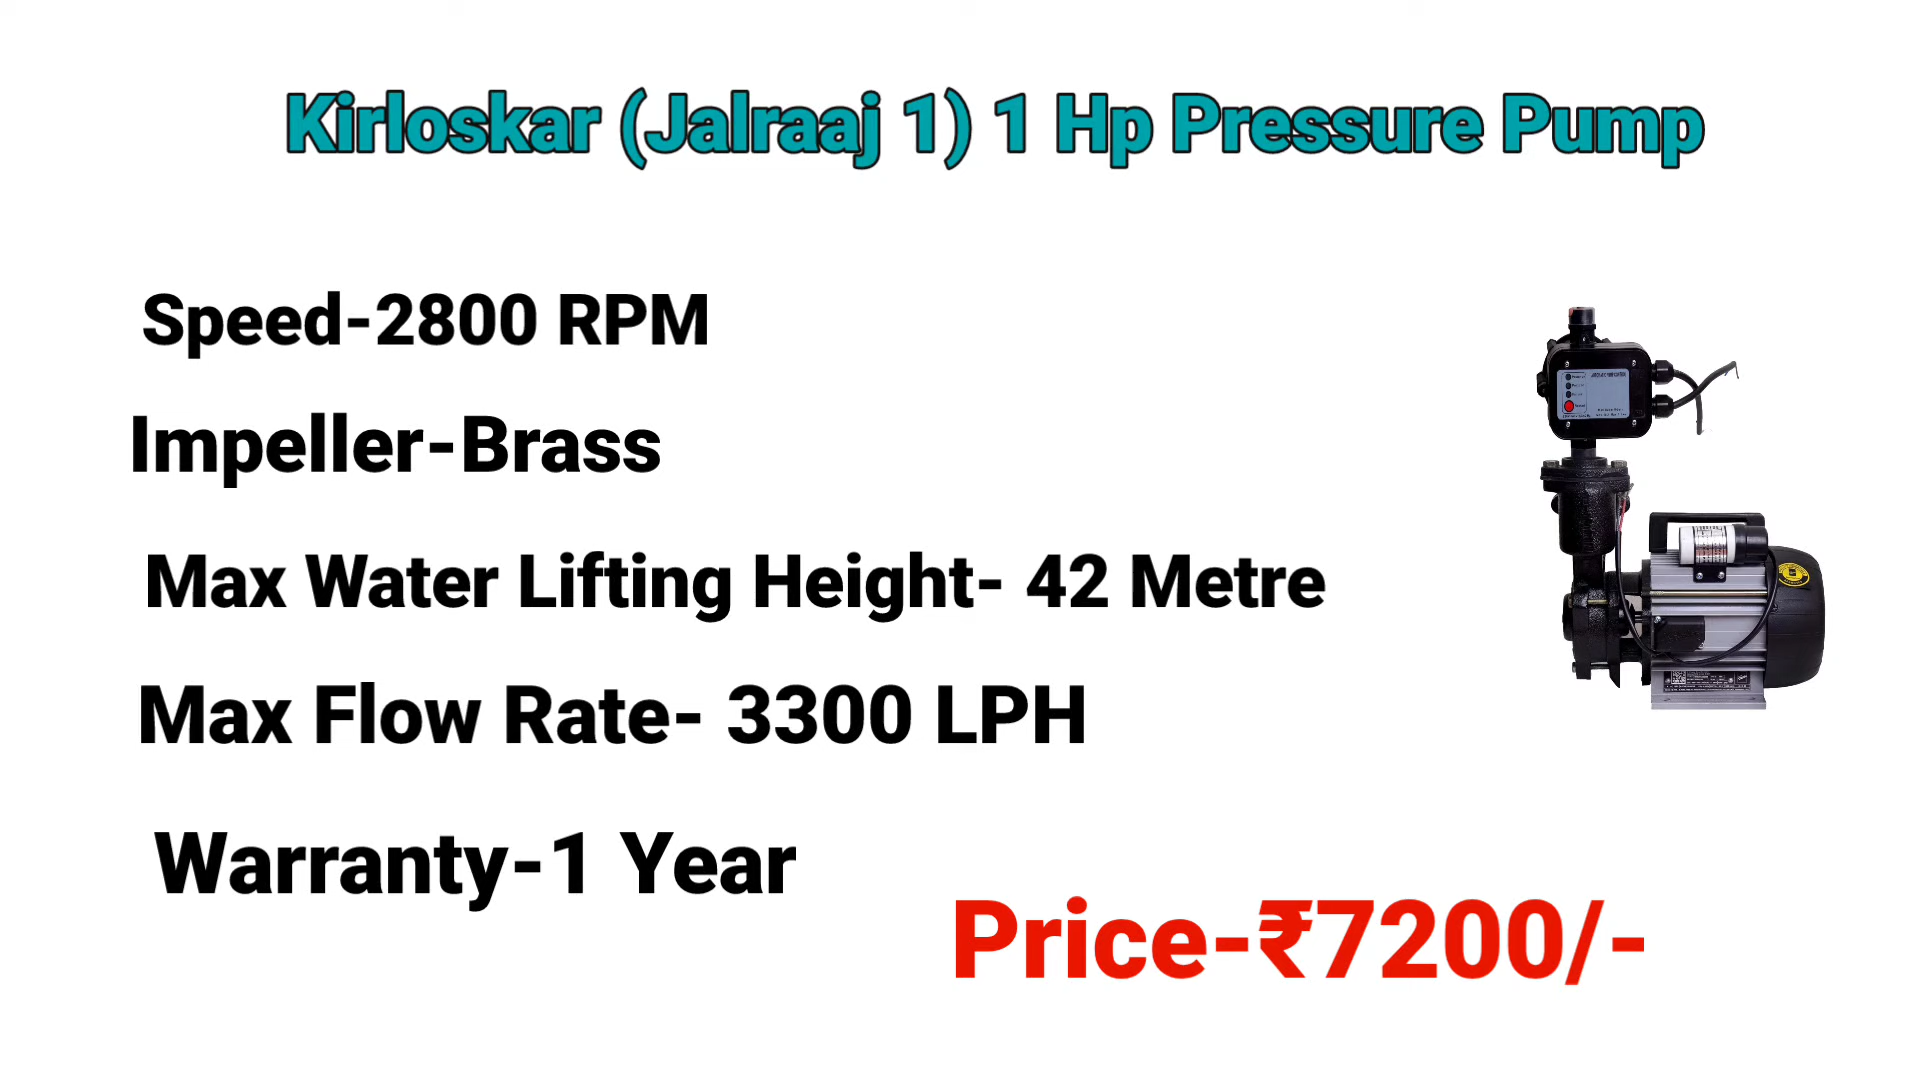 Kirloskar (Jalraaj 1) 1 Hp Pressure Pump
Speed-2800 RPM
Impeller-Brass
Max Water Lifting Height- 42 Metre
Max Flow Rate- 3300 LPH
Warranty-1 Year
Price-₹7200/-